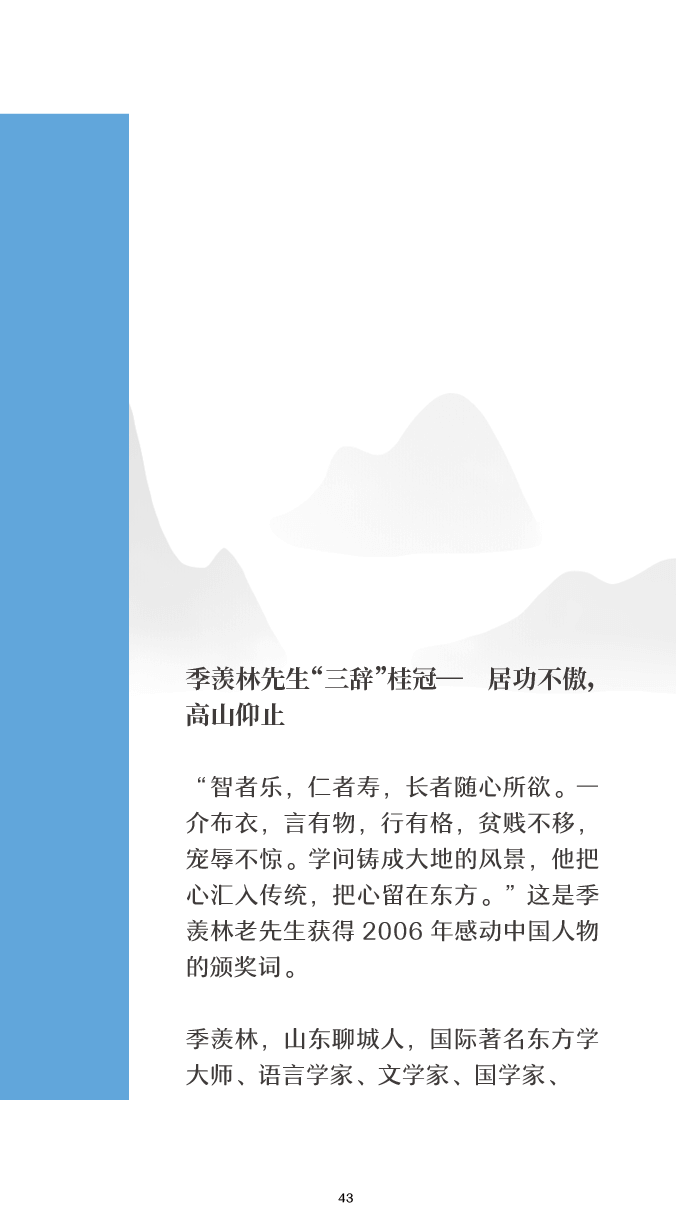 季羡林先生“三辞”桂冠— 居功不傲，
高山仰止
“智者乐，仁者寿，长者随心所欲。一
介布衣，言有物，行有格，贫贱不移，
宠辱不惊。学问铸成大地的风景，他把
心汇入传统，把心留在东方。”这是季
羡林老先生获得 2006 年感动中国人物
的颁奖词。
季羡林，山东聊城人，国际著名东方学
大师、语言学家、文学家、国学家、
43